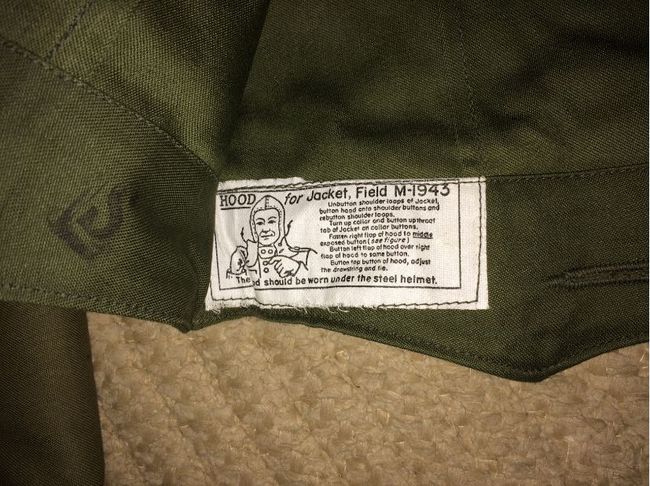 HOOD for Jacket, Field M-1943
Unbutton shoulder loops of Jacket,
button hood onto shoulder buttons and
rebutton shoulder loops.
Turn up collar and button up throat
tab of Jacket on collar buttons.
Fasten right flap of hood to middle
exposed button (see figure)
Button left flap of hood over right
flap of hood to same button.
Button top button of hood, adjust
the drawstring and tie.
The od should be worn under the steel helmet.